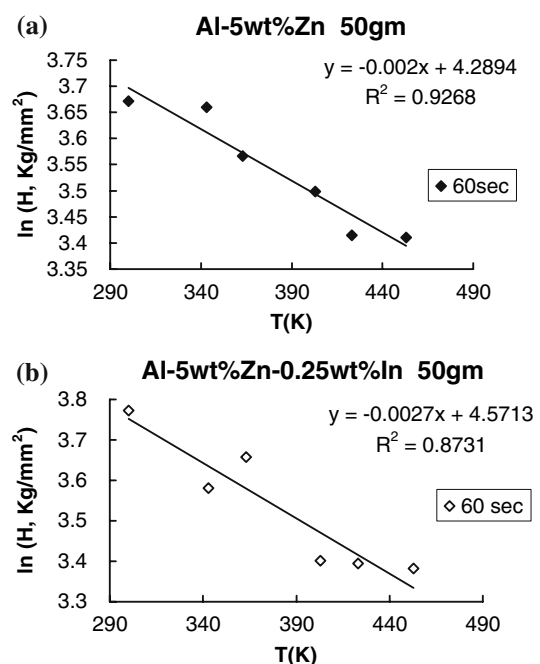 (a)
Al-5wt%Zn 50gm
y = -0.002x + 4.2894
R² = 0.9268
ln (H, Kg/mm²)
3.75
3.7
3.65
3.6
3.55
3.5
3.45
3.4
3.35
60sec
290 340 390 440 490
T(K)
(b)
Al-5wt%Zn-0.25wt%In 50gm
y = -0.0027x + 4.5713
R² = 0.8731
ln (H, Kg/mm²)
3.8
3.7
3.6
3.5
3.4
3.3
60 sec
290 340 390 440 490
T(K)